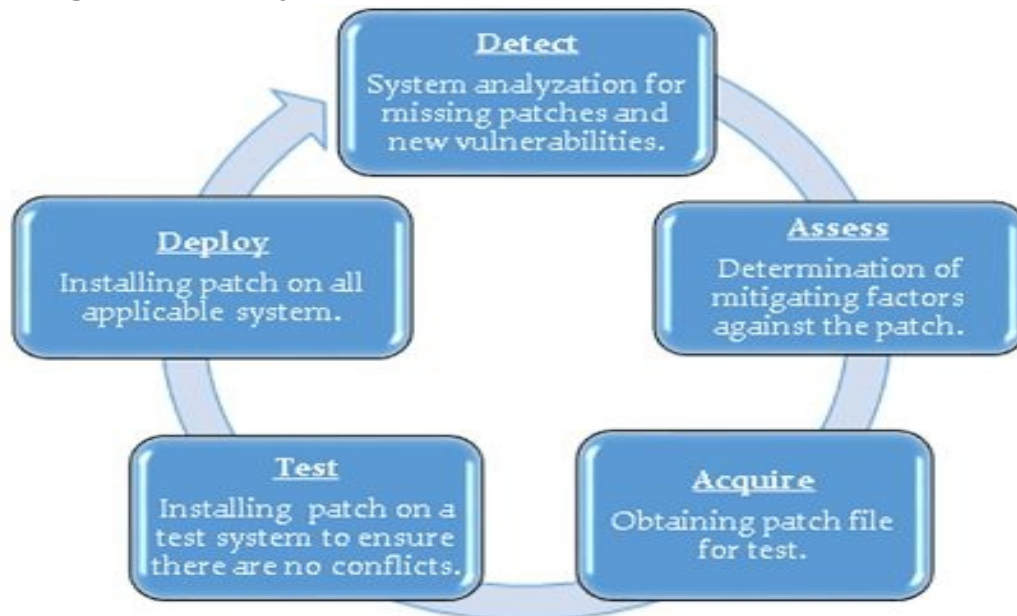 Detect
System analyzation for
missing patches and
new vulnerabilities.
Assess
Determination of
mitigating factors
against the patch.
Acquire
Obtaining patch file
for test.
Test
Installing patch on a
test system to ensure
there are no conflicts.
Deploy
Installing patch on all
applicable system.